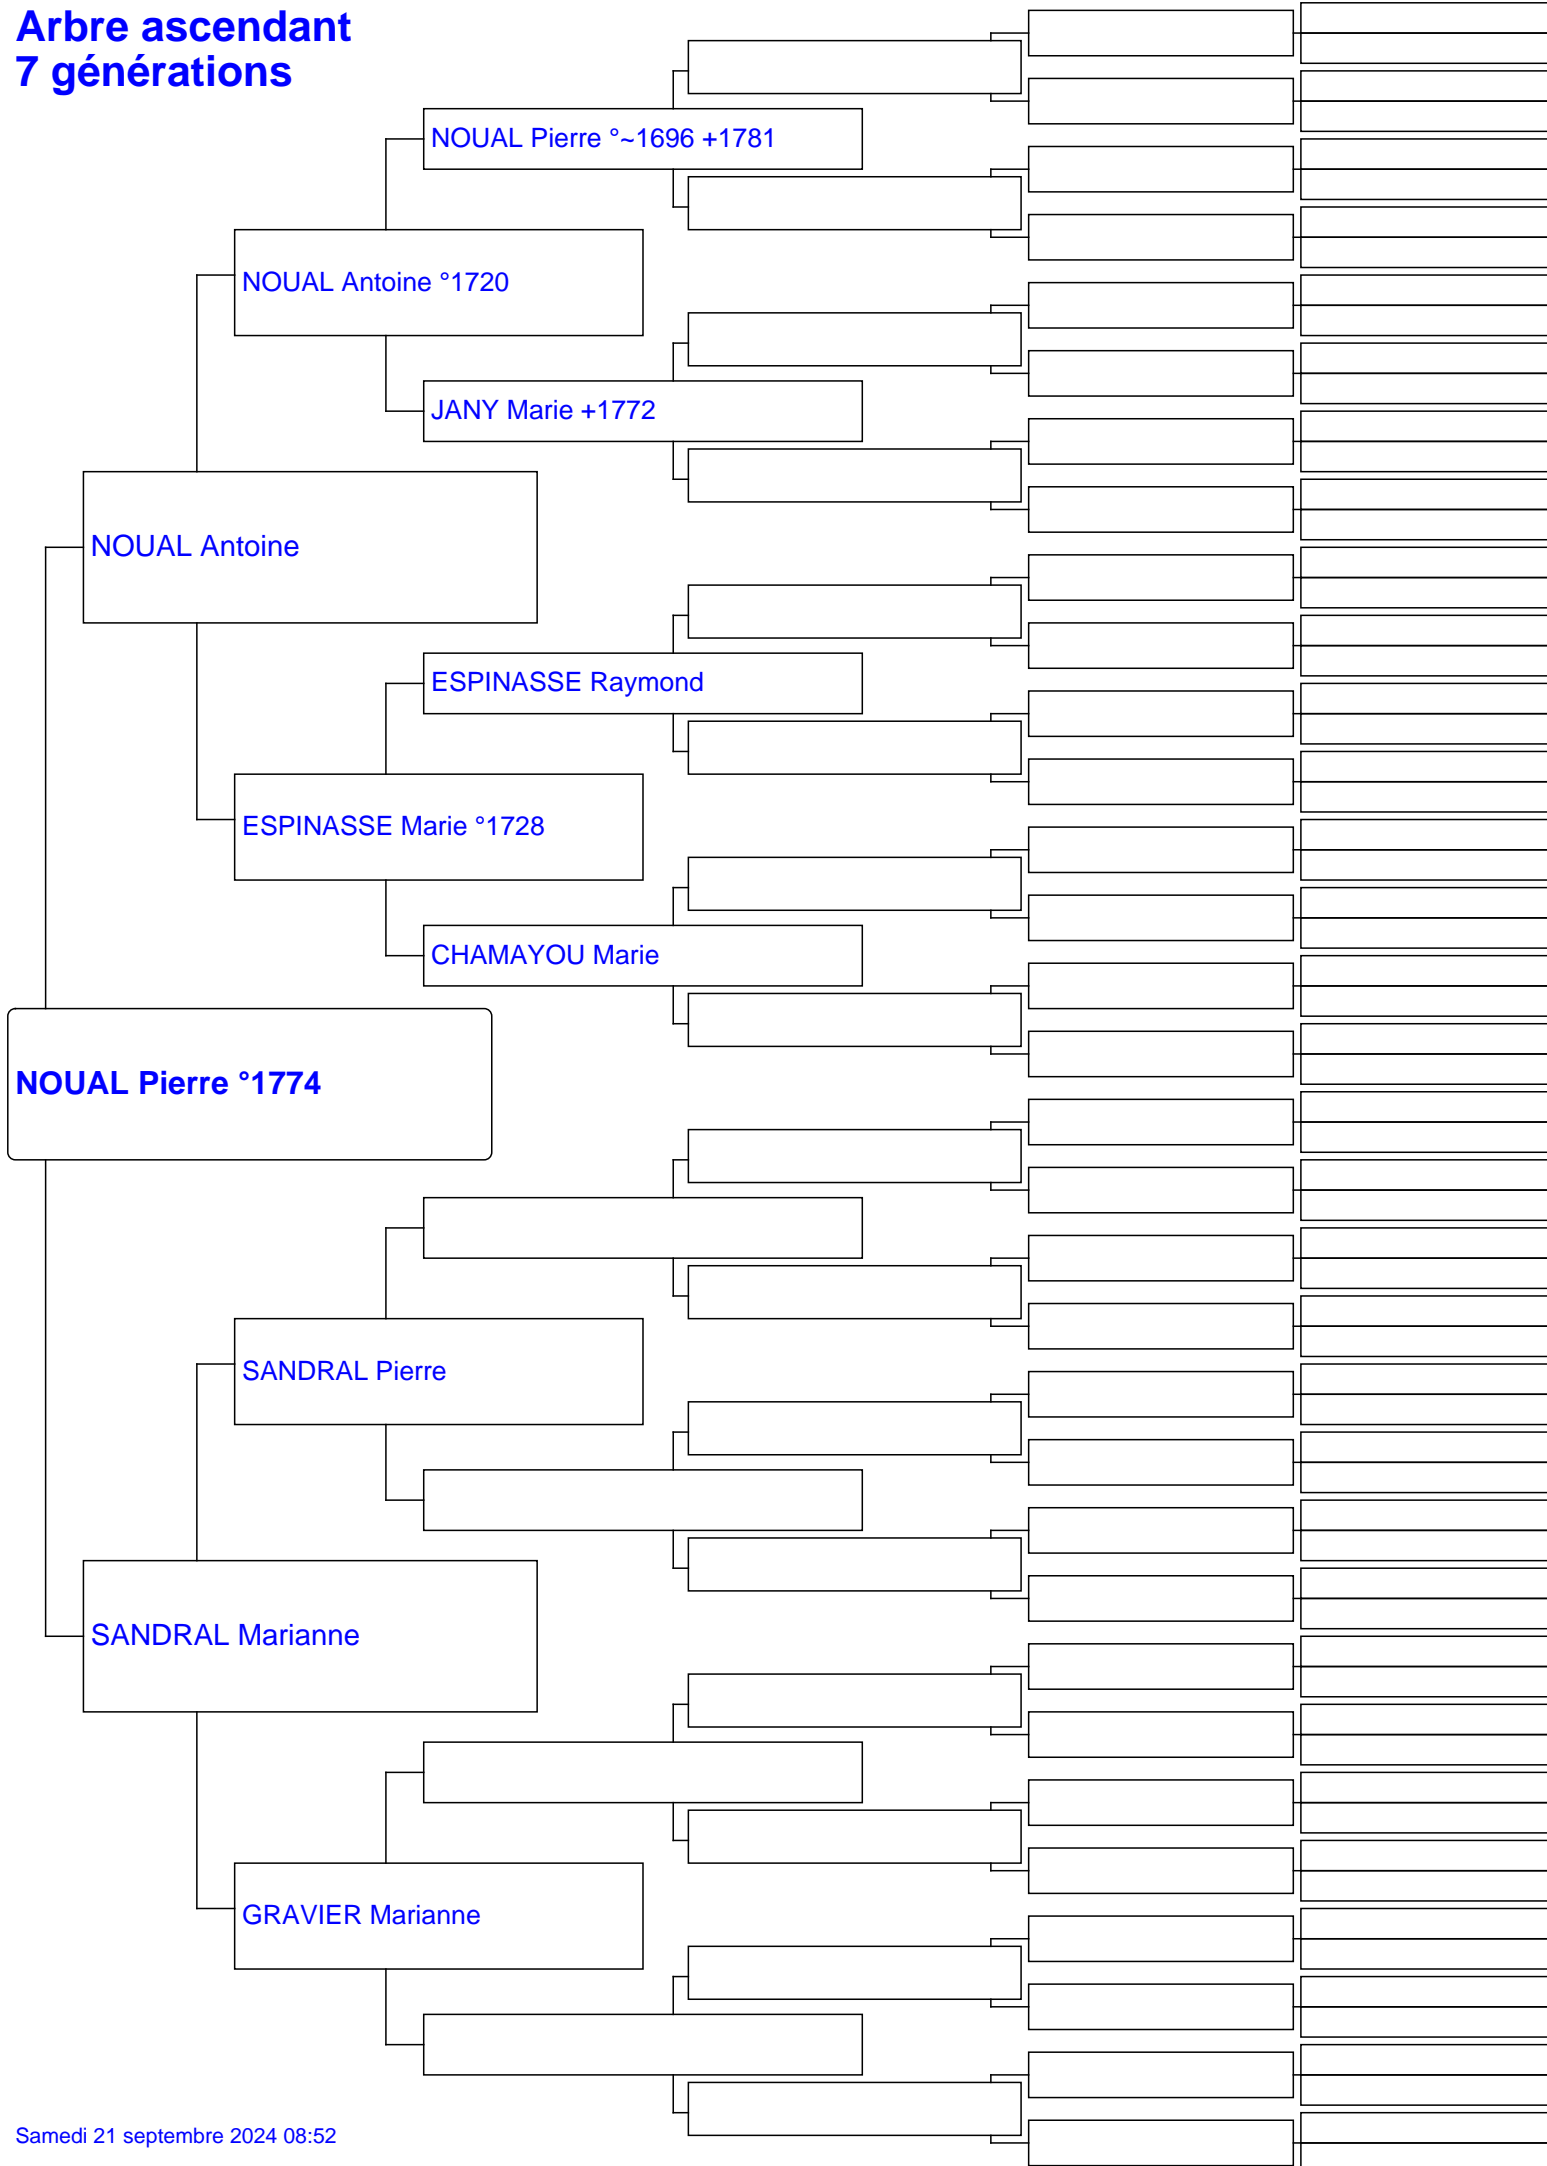 Arbre ascendant
7 générations
NOUAL Pierre °~1696 +1781
NOUAL Antoine °1720
JANY Marie +1772
NOUAL Antoine
ESPINASSE Raymond
ESPINASSE Marie °1728
CHAMAYOU Marie
NOUAL Pierre °1774
SANDRAL Pierre
SANDRAL Marianne
GRAVIER Marianne
Samedi 21 septembre 2024 08:52